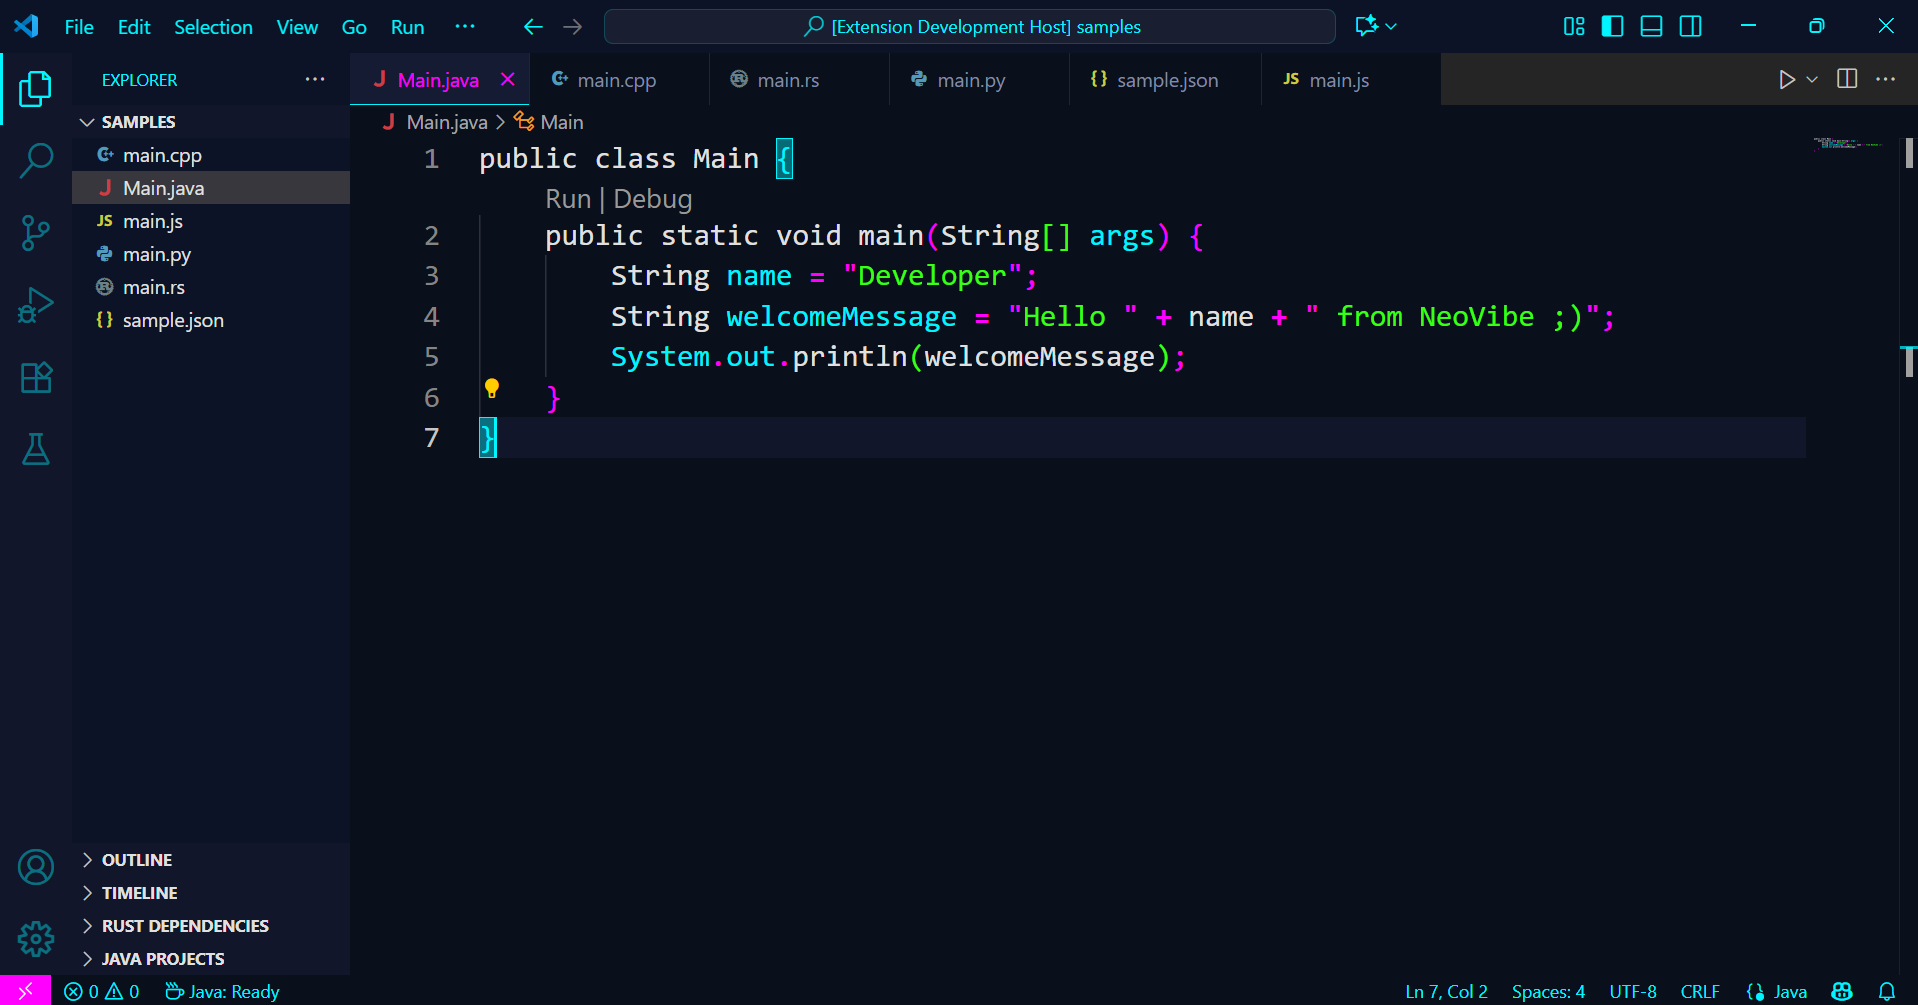 File Edit Selection View Go Run ··· [Extension Development Host] samples
EXPLORER ···
SAMPLES
main.cpp
Main.java
main.js
main.py
main.rs
sample.json
OUTLINE
TIMELINE
RUST DEPENDENCIES
JAVA PROJECTS
Main.java main.cpp main.rs main.py sample.json main.js
Main.java > Main
1 public class Main {
Run | Debug
2 public static void main(String[] args) {
3 String name = "Developer";
4 String welcomeMessage = "Hello " + name + " from NeoVibe ;)";
5 System.out.println(welcomeMessage);
6 }
7 }
0 0 Java: Ready Ln 7, Col 2 Spaces: 4 UTF-8 CRLF Java